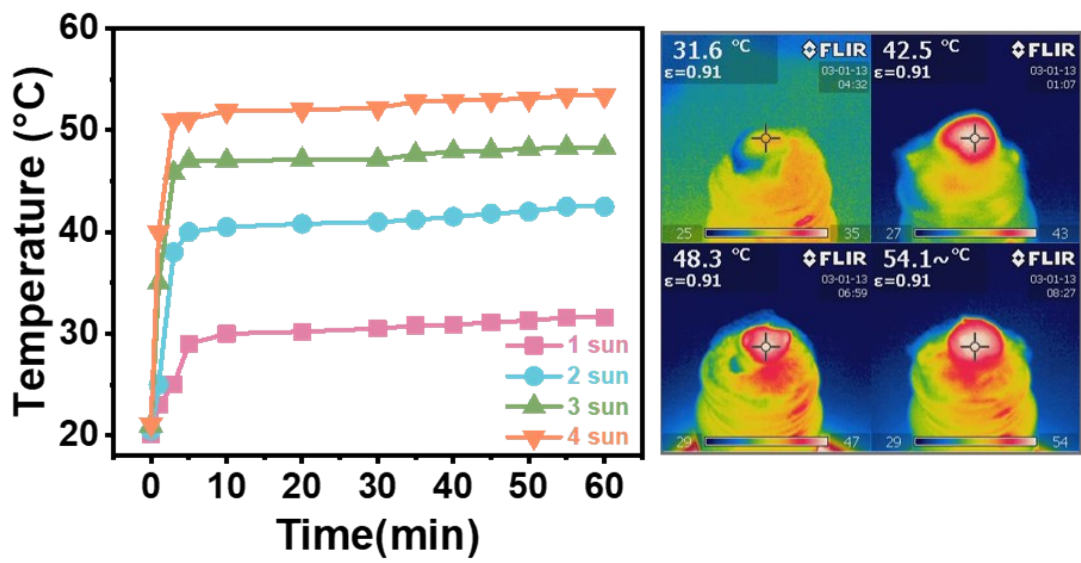 60
50
40
30
20
Temperature (°C)
0
10
20
30
40
50
60
Time(min)
1 sun
2 sun
3 sun
4 sun
31.6 °C
ε=0.91
FLIR
03-01-13
04:32
25
35
42.5 °C
ε=0.91
FLIR
03-01-13
01:07
27
43
48.3 °C
ε=0.91
FLIR
03-01-13
06:59
29
47
54.1~°C
ε=0.91
FLIR
03-01-13
08:27
29
54